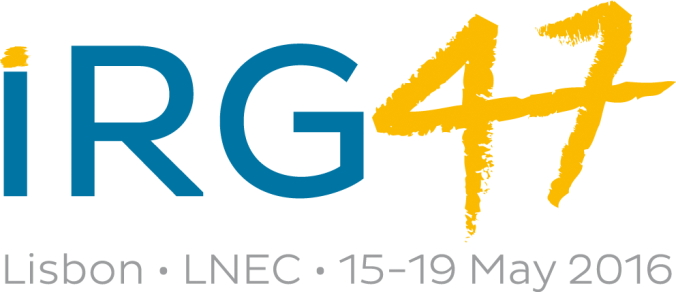 iRG47
Lisbon • LNEC • 15–19 May 2016